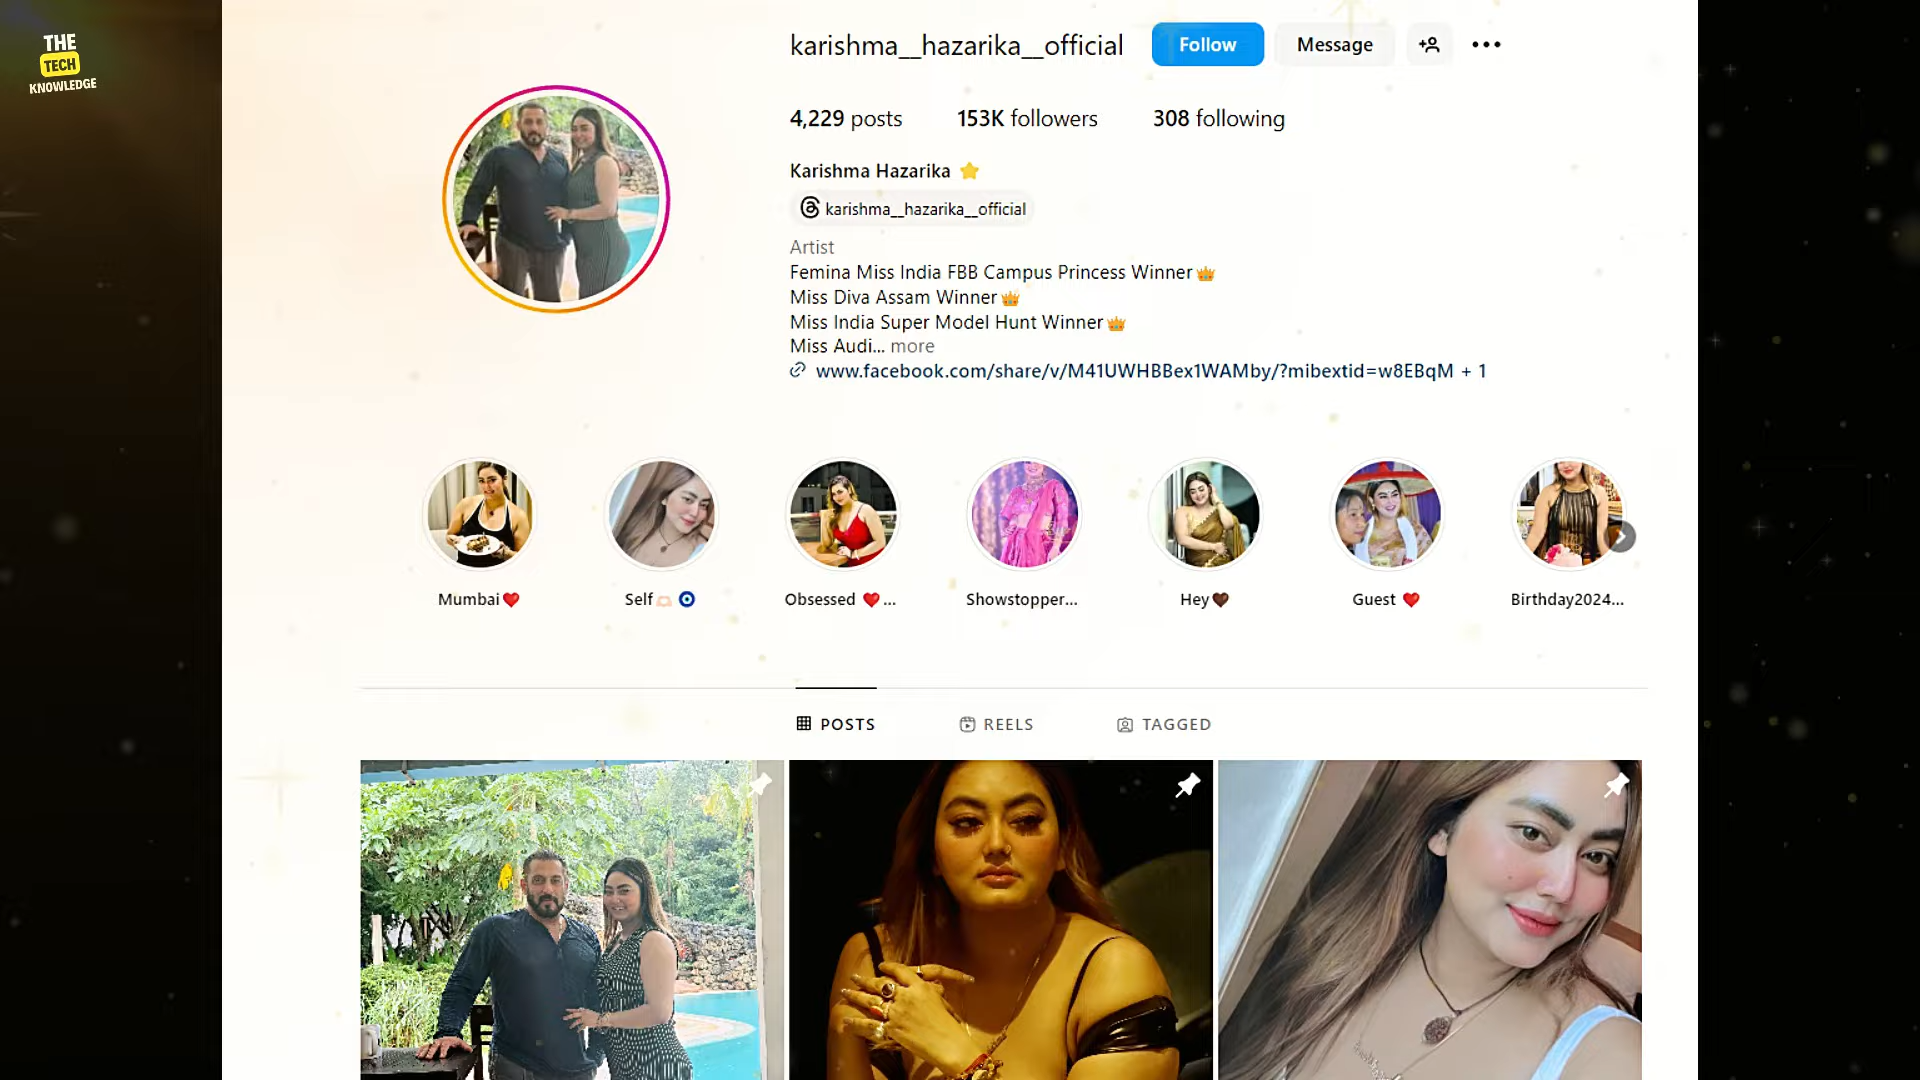 THE
TECH
KNOWLEDGE
karishma__hazarika__official
Follow
Message
4,229 posts
153K followers
308 following
Karishma Hazarika ⭐
karishma__hazarika__official
Artist
Femina Miss India FBB Campus Princess Winner👑
Miss Diva Assam Winner👑
Miss India Super Model Hunt Winner👑
Miss Audi... more
www.facebook.com/share/v/M41UWHBBex1WAMby/?mibextid=w8EBqM + 1
Mumbai❤️
Self🫶🏻🧿
Obsessed ❤️...
Showstopper...
Hey🤎
Guest ❤️
Birthday2024...
POSTS
REELS
TAGGED